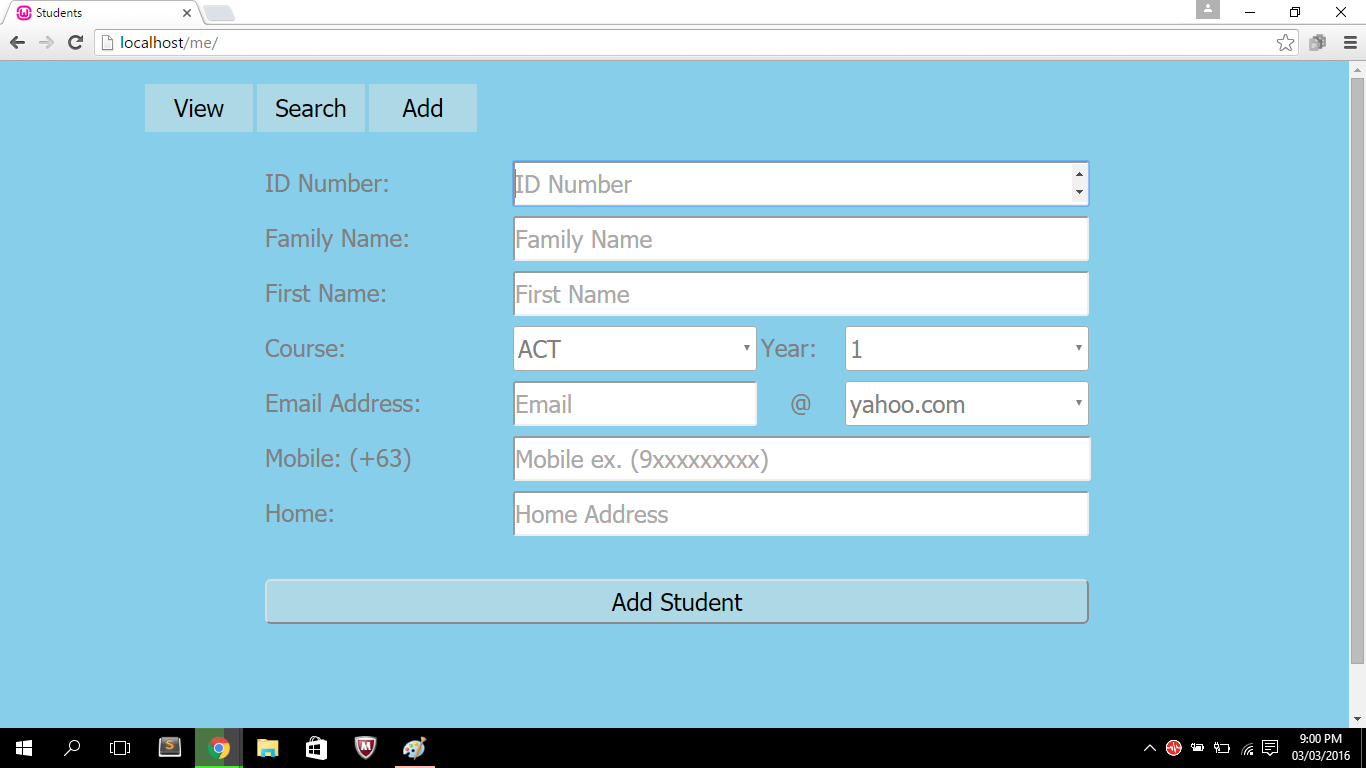 Students
localhost/me/
View Search Add
ID Number: ID Number
Family Name: Family Name
First Name: First Name
Course: ACT Year: 1
Email Address: Email @ yahoo.com
Mobile: (+63) Mobile ex. (9xxxxxxxxx)
Home: Home Address
Add Student
9:00 PM
03/03/2016